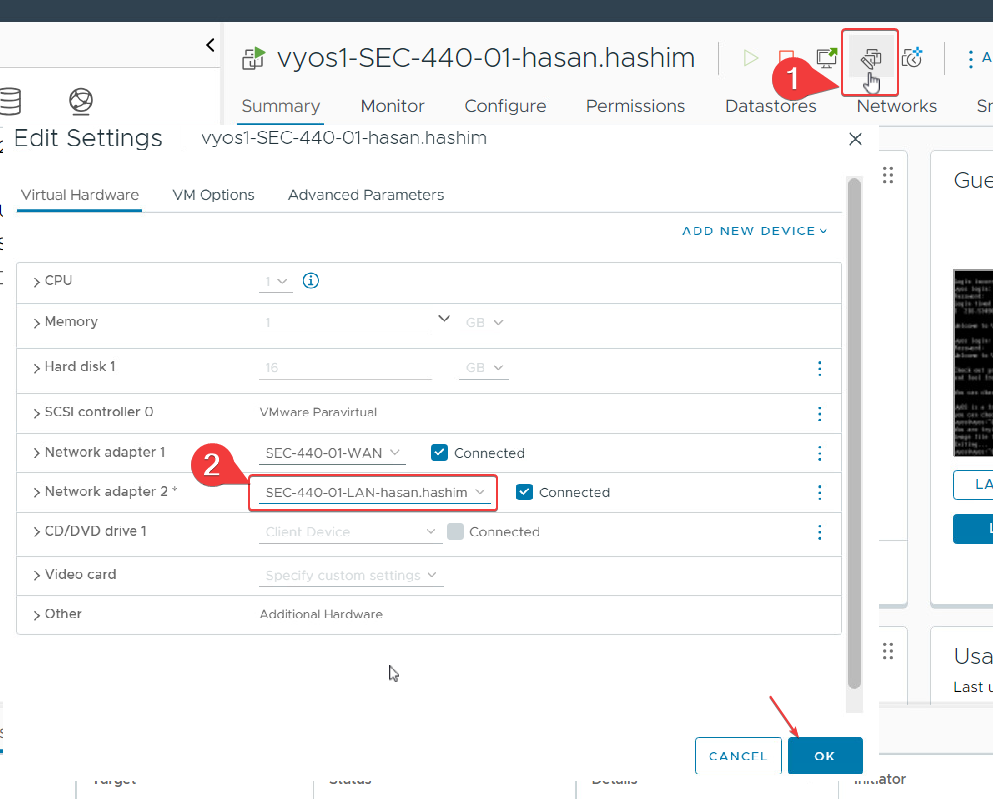 vyos1-SEC-440-01-hasan.hashim
1
Summary Monitor Configure Permissions Datastores Networks
Edit Settings vyos1-SEC-440-01-hasan.hashim
Virtual Hardware VM Options Advanced Parameters
Gue
ADD NEW DEVICE
CPU 1
Memory 1 GB
Hard disk 1 16 GB
SCSI controller 0 VMware Paravirtual
Network adapter 1 SEC-440-01-WAN Connected
2
Network adapter 2 * SEC-440-01-LAN-hasan.hashim Connected
LA
CD/DVD drive 1 Client Device Connected
L
Video card Specify custom settings
Other Additional Hardware
Usa
Last u
CANCEL OK
Target Status Details Initiator